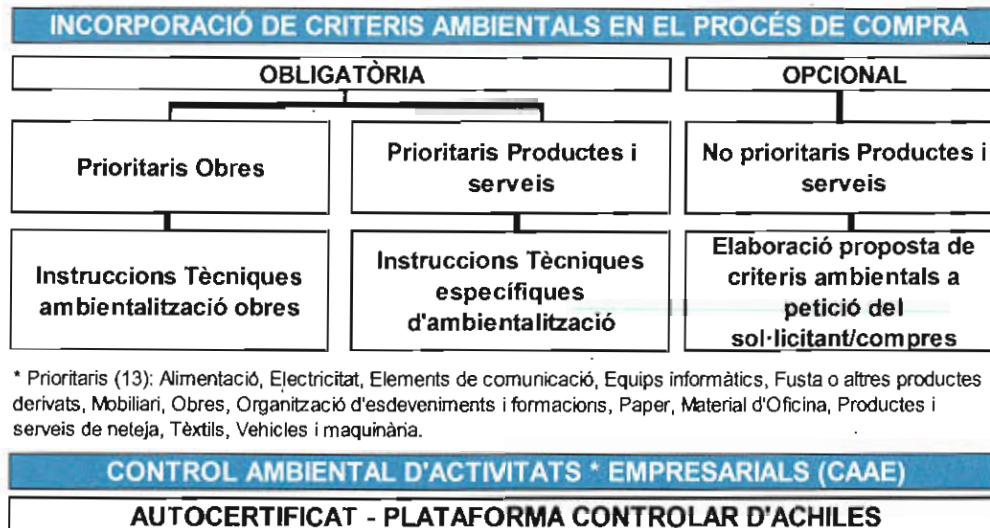 INCORPORACIÓ DE CRITERIS AMBIENTALS EN EL PROCÉS DE COMPRA
OBLIGATÒRIA
OPCIONAL
Prioritaris Obres
Prioritaris Productes i
serveis
No prioritaris Productes i
serveis
Instruccions Tècniques
ambientalització obres
Instruccions Tècniques
específiques
d'ambientalització
Elaboració proposta de
criteris ambientals a
petició del
sol·licitant/compres
* Prioritaris (13): Alimentació, Electricitat, Elements de comunicació, Equips informàtics, Fusta o altres productes
derivats, Mobiliari, Obres, Organització d'esdeveniments i formacions, Paper, Material d'Oficina, Productes i
serveis de neteja, Tèxtils, Vehicles i maquinària.
CONTROL AMBIENTAL D'ACTIVITATS * EMPRESARIALS (CAAE)
AUTOCERTIFICAT - PLATAFORMA CONTROLAR D'ACHILES